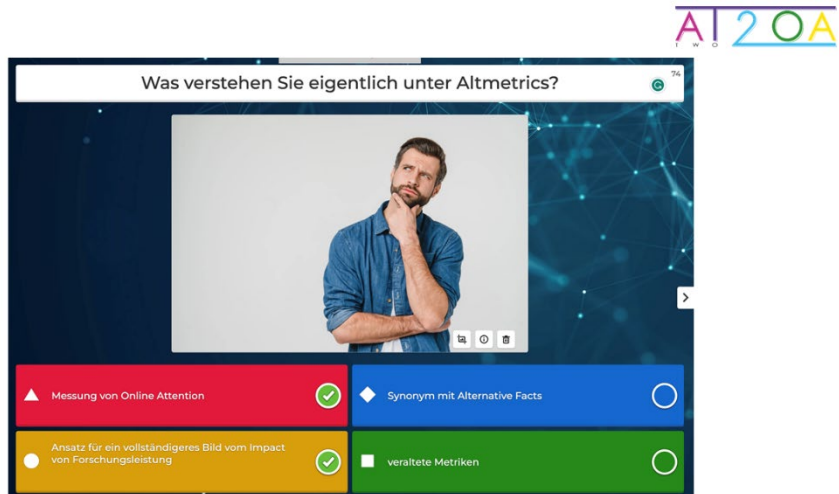 AT2OA
two
Was verstehen Sie eigentlich unter Altmetrics?
74
Messung von Online Attention
Synonym mit Alternative Facts
Ansatz für ein vollständigeres Bild vom Impact
von Forschungsleistung
veraltete Metriken